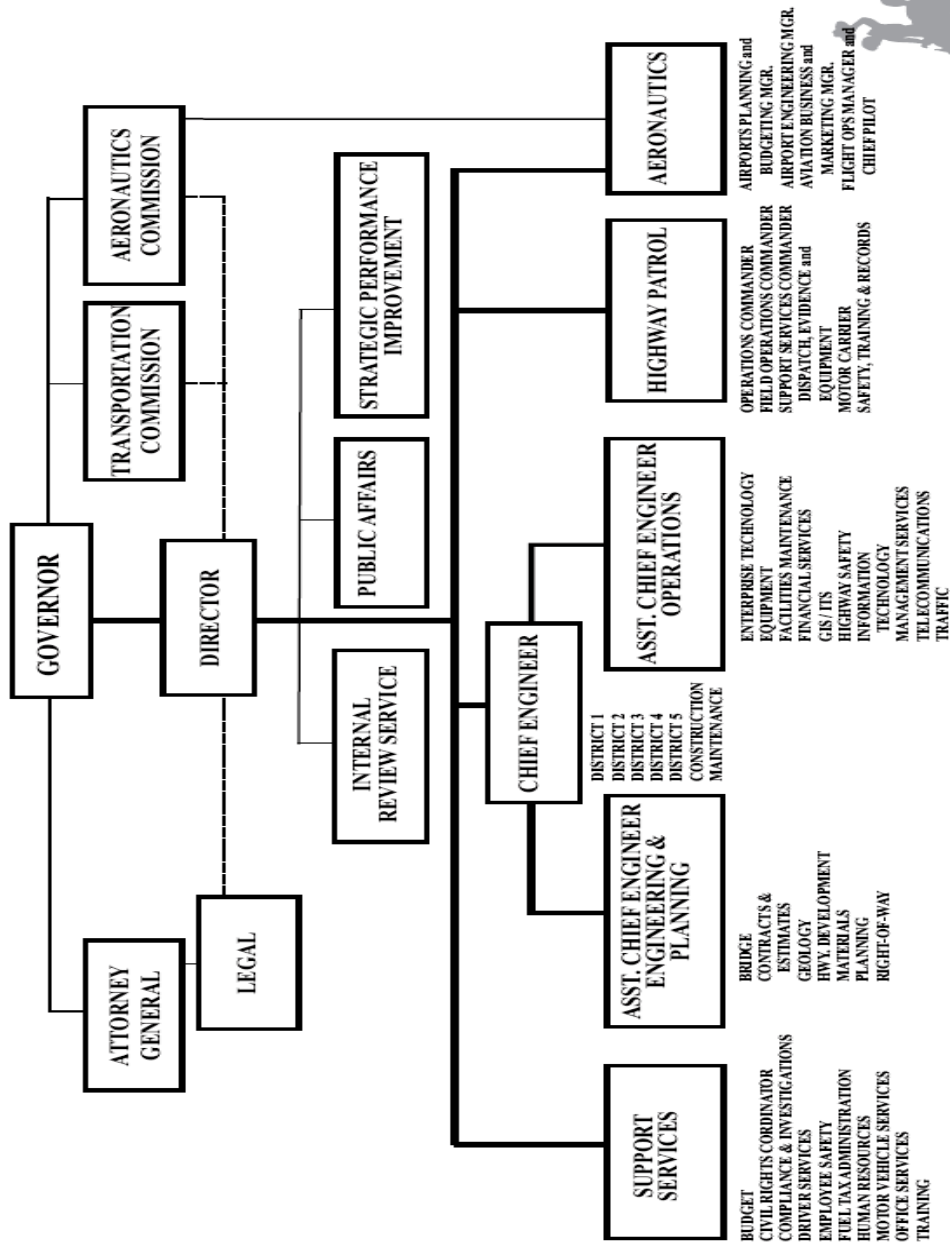 GOVERNOR
ATTORNEY
GENERAL
TRANSPORTATION
COMMISSION
AERONAUTICS
COMMISSION
LEGAL
DIRECTOR
INTERNAL
REVIEW SERVICE
PUBLIC AFFAIRS
STRATEGIC PERFORMANCE
IMPROVEMENT
CHIEF ENGINEER
DISTRICT 1
DISTRICT 2
DISTRICT 3
DISTRICT 4
DISTRICT 5
CONSTRUCTION
MAINTENANCE
SUPPORT
SERVICES
BUDGET
CIVIL RIGHTS CORDINATOR
COMPLIANCE & INVESTIGATIONS
DRIVER SERVICES
EMPLOYEE SAFETY
FUEL TAX ADMINISTRATION
HUMAN RESOURCES
MOTOR VEHICLE SERVICES
OFFICE SERVICES
TRAINING
ASST. CHIEF ENGINEER
ENGINEERING &
PLANNING
BRIDGE
CONTRACTS &
ESTIMATES
GEOLOGY
HWY. DEVELOPMENT
MATERIALS
PLANNING
RIGHT-OF-WAY
ASST. CHIEF ENGINEER
OPERATIONS
ENTERPRISE TECHNOLOGY
EQUIPMENT
FACILITIES MAINTENANCE
FINANCIAL SERVICES
GIS / ITS
HIGHWAY SAFETY
INFORMATION
TECHNOLOGY
MANAGEMENT SERVICES
TELECOMMUNICATIONS
TRAFFIC
HIGHWAY PATROL
OPERATIONS COMMANDER
FIELD OPERATIONS COMMANDER
SUPPORT SERVICES COMMANDER
DISPATCH, EVIDENCE and
EQUIPMENT
MOTOR CARRIER
SAFETY, TRAINING & RECORDS
AERONAUTICS
AIRPORTS PLANNING and
BUDGETING MGR.
AIRPORT ENGINEERING MGR.
AVIATION BUSINESS and
MARKETING MGR.
FLIGHT OPS MANAGER and
CHIEF PILOT